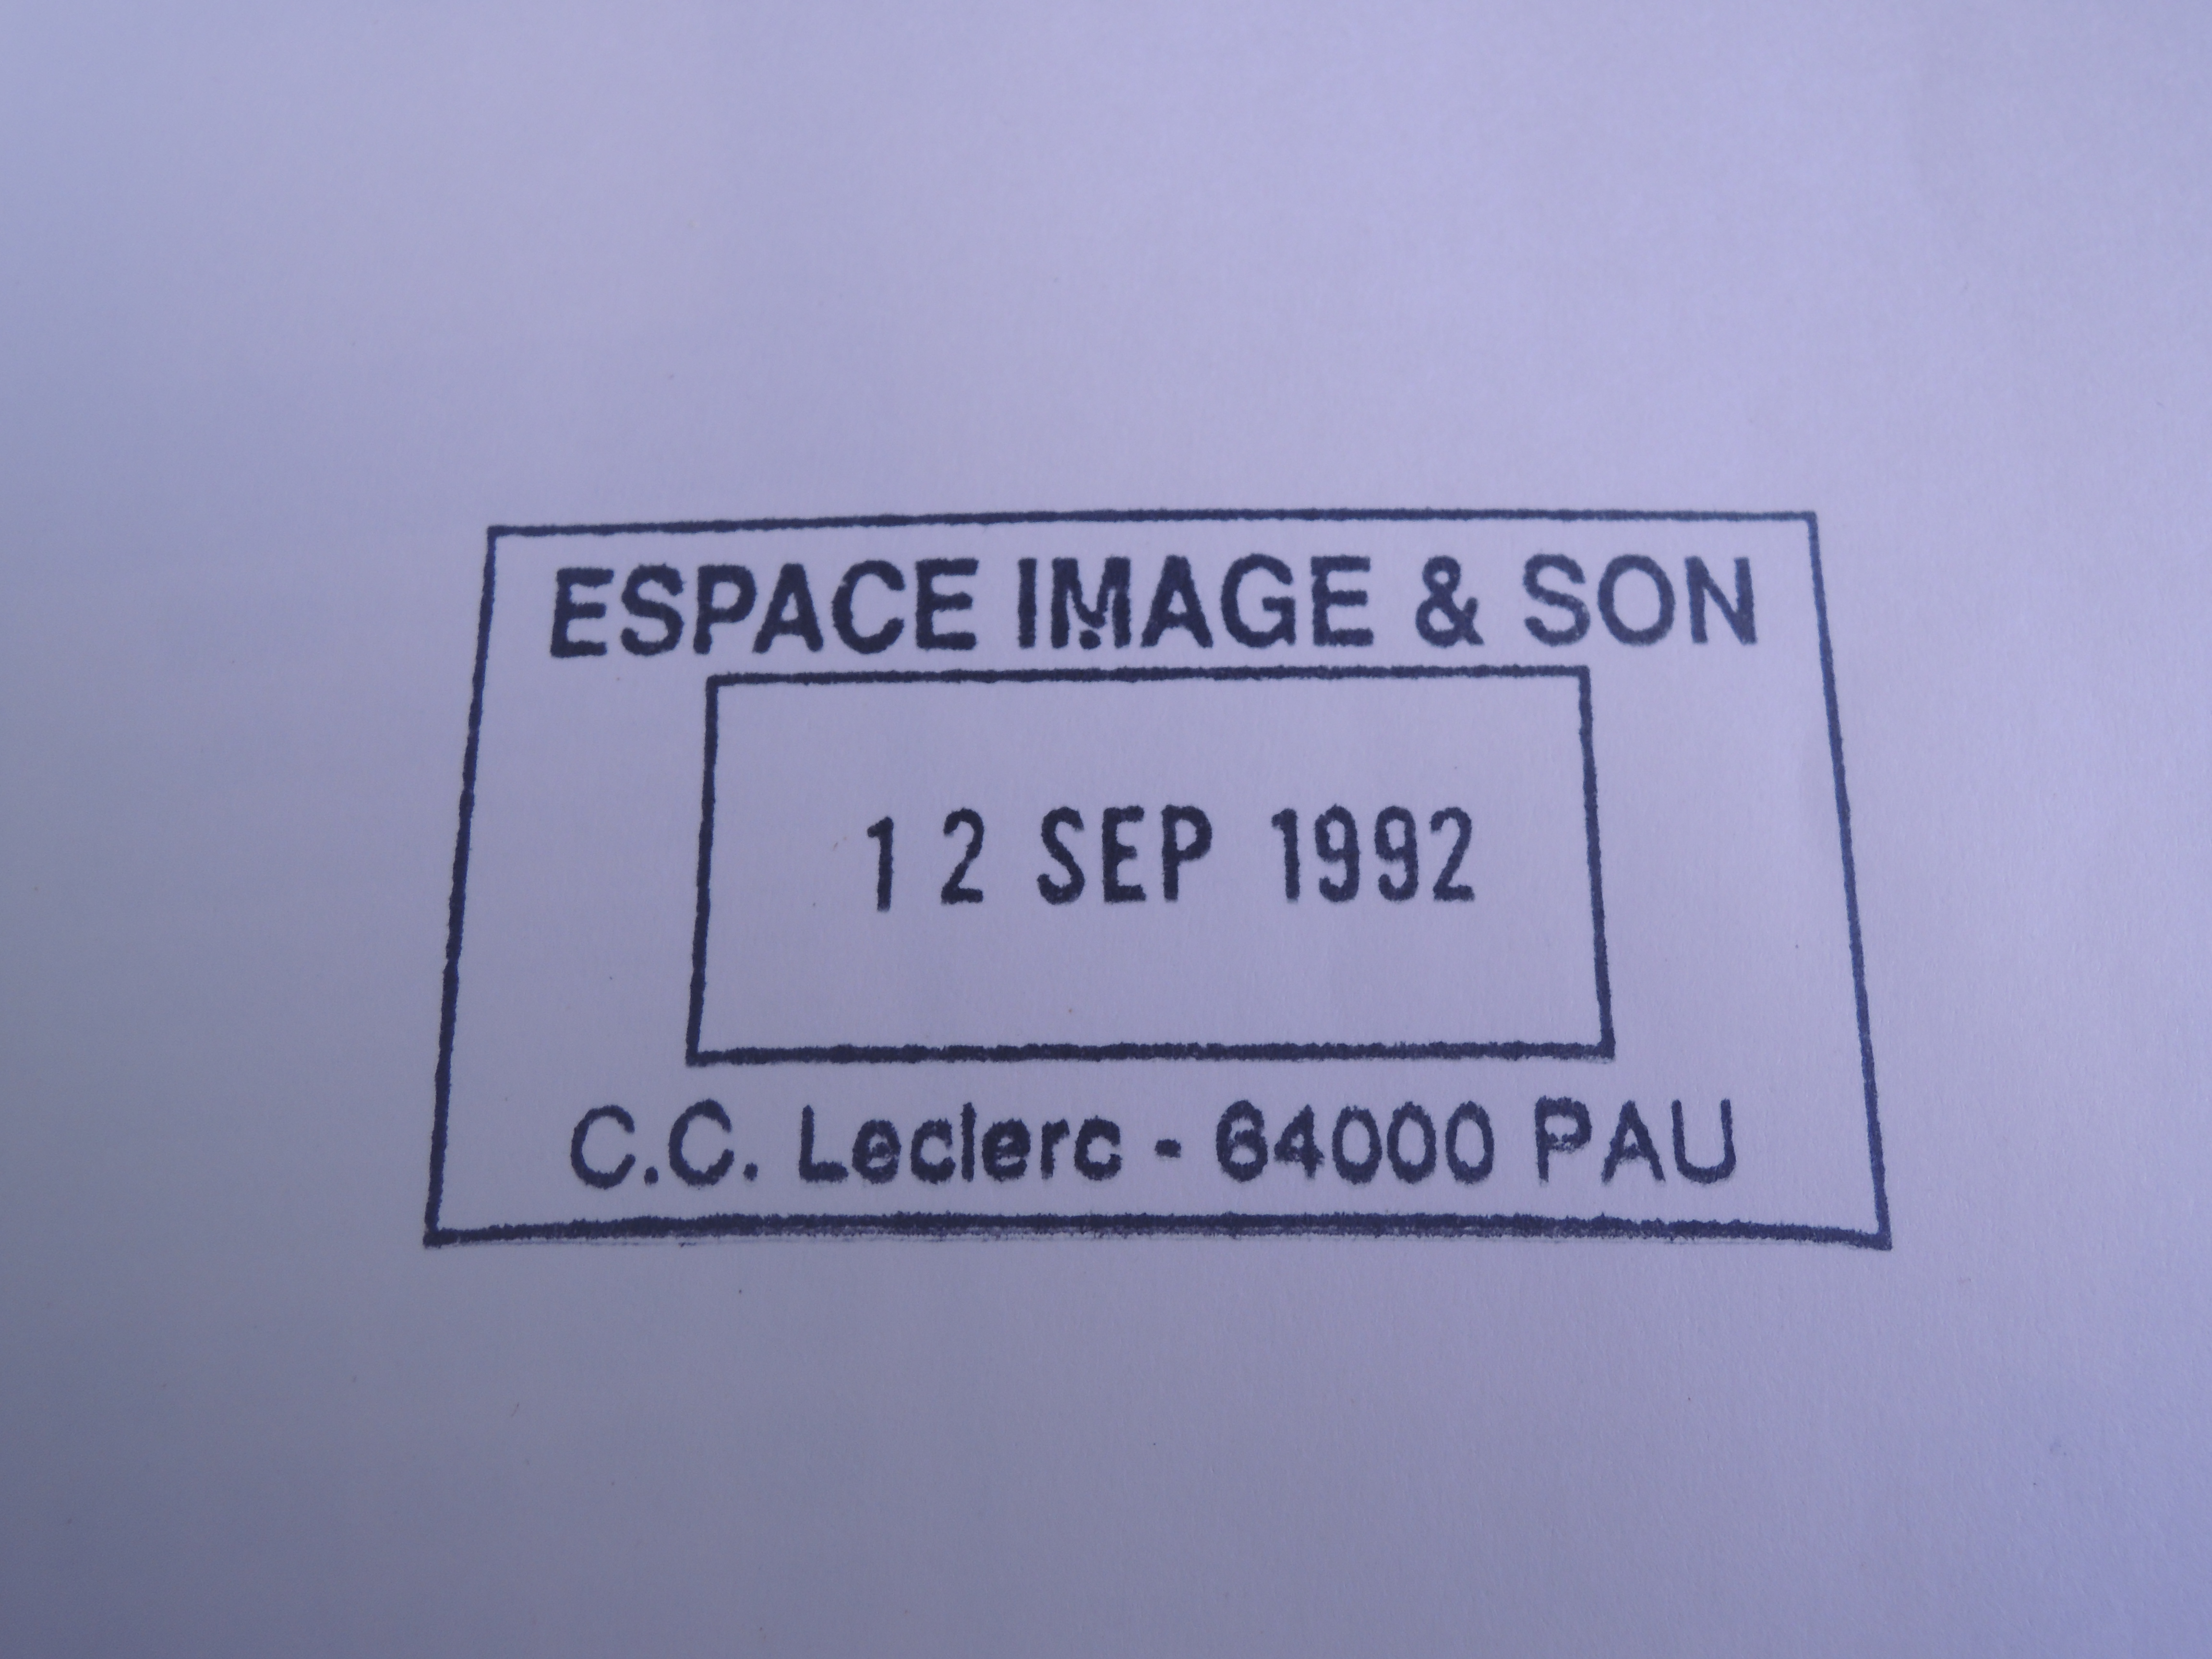 ESPACE IMAGE & SON
12 SEP 1992
C.C. Leclerc - 64000 PAU